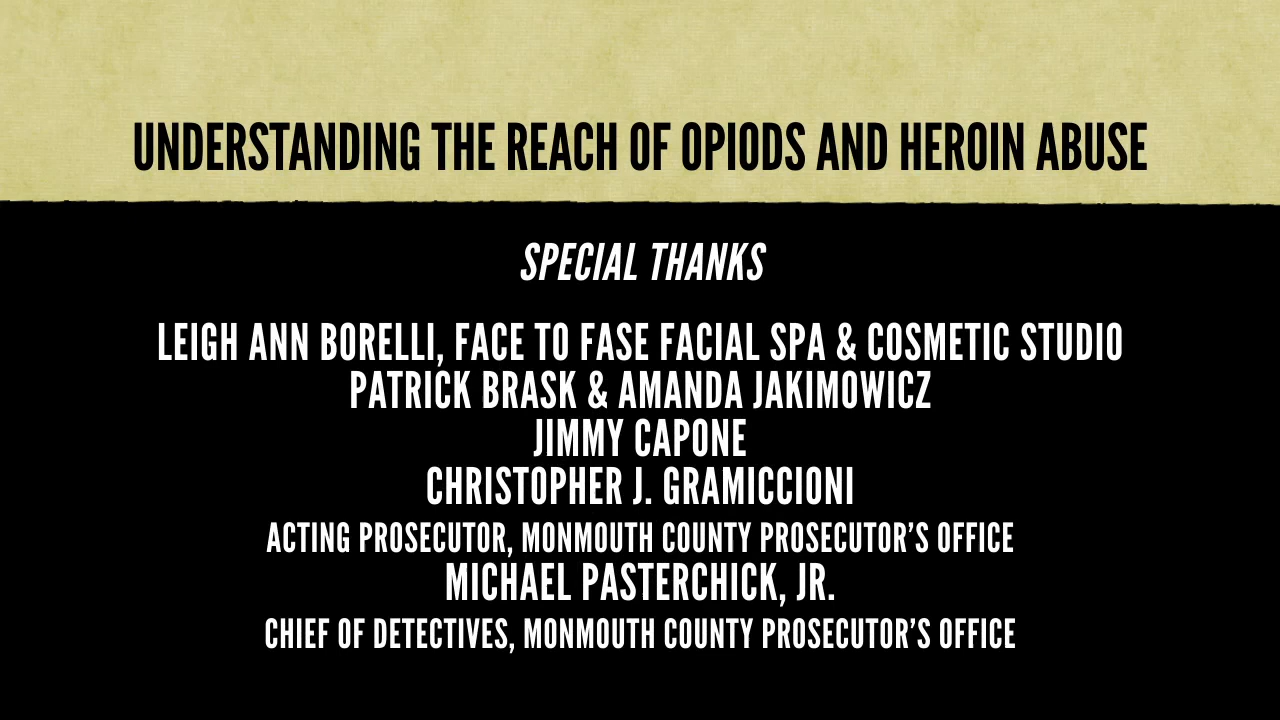 UNDERSTANDING THE REACH OF OPIODS AND HEROIN ABUSE
SPECIAL THANKS
LEIGH ANN BORELLI, FACE TO FASE FACIAL SPA & COSMETIC STUDIO
PATRICK BRASK & AMANDA JAKIMOWICZ
JIMMY CAPONE
CHRISTOPHER J. GRAMICCIONI
ACTING PROSECUTOR, MONMOUTH COUNTY PROSECUTOR’S OFFICE
MICHAEL PASTERCHICK, JR.
CHIEF OF DETECTIVES, MONMOUTH COUNTY PROSECUTOR’S OFFICE